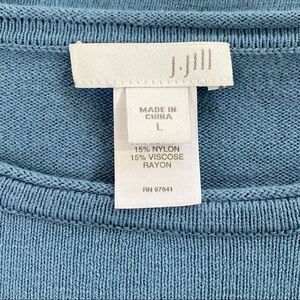 J.Jill
MADE IN
CHINA
L
15% NYLON
15% VISCOSE
RAYON
RN 97641